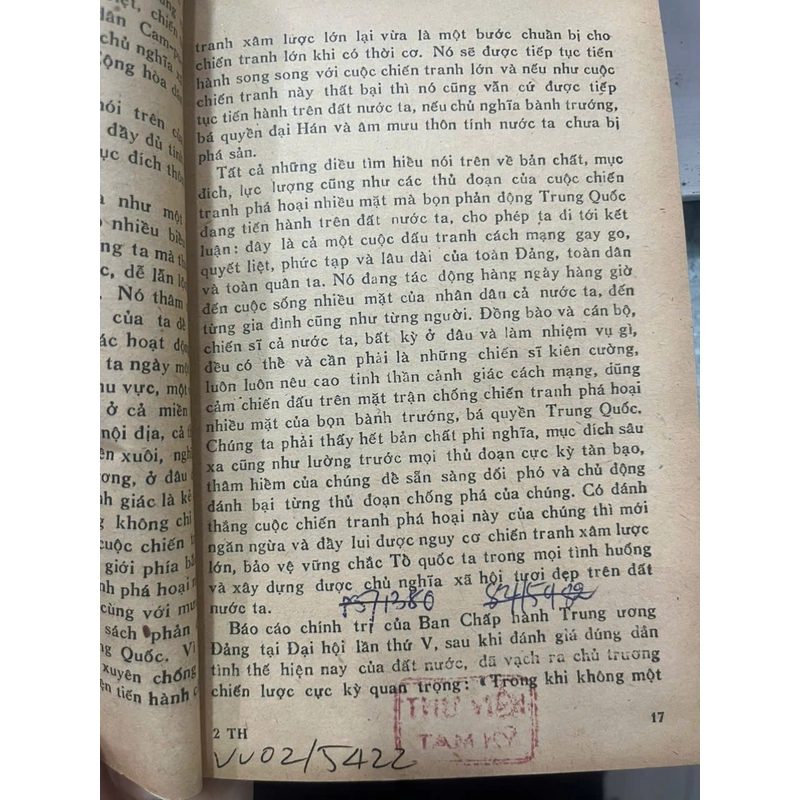 tranh xâm lược lớn lại vừa là một bước chuẩn bị cho
chiến tranh lớn khi có thời cơ. Nó sẽ được tiếp tục tiến
hành song song với cuộc chiến tranh lớn và nếu như cuộc
chiến tranh này thất bại thì nó cũng vẫn cứ được tiếp
tục tiến hành trên đất nước ta, nếu chủ nghĩa bành trướng,
bá quyền đại Hán và âm mưu thôn tính nước ta chưa bị
phá sản.
Tất cả những điều tìm hiểu nói trên về bản chất, mục
đích, lực lượng cũng như các thủ đoạn của cuộc chiến
tranh phá hoại nhiều mặt mà bọn phản động Trung Quốc
đang tiến hành trên đất nước ta, cho phép ta đi tới kết
luận: đây là cả một cuộc đấu tranh cách mạng gay go,
quyết liệt, phức tạp và lâu dài của toàn Đảng, toàn dân
và toàn quân ta. Nó đang tác động hàng ngày hàng giờ
đến cuộc sống nhiều mặt của nhân dân cả nước ta, đến
từng gia đình cũng như từng người. Đồng bào và cán bộ,
chiến sĩ cả nước ta, bất kỳ ở đâu và làm nhiệm vụ gì,
đều có thể và cần phải là những chiến sĩ kiên cường,
luôn luôn nêu cao tinh thần cảnh giác cách mạng, dũng
cảm chiến đấu trên mặt trận chống chiến tranh phá hoại
nhiều mặt của bọn bành trướng, bá quyền Trung Quốc.
Chúng ta phải thấy hết bản chất phi nghĩa, mục đích sâu
xa cũng như lường trước mọi thủ đoạn cực kỳ tàn bạo,
thâm hiểm của chúng để sẵn sàng đối phó và chủ động
đánh bại từng thủ đoạn chống phá của chúng. Có đánh
thắng cuộc chiến tranh phá hoại này của chúng thì mới
ngăn ngừa và đẩy lui được nguy cơ chiến tranh xâm lược
lớn, bảo vệ vững chắc Tổ quốc ta trong mọi tình huống
và xây dựng được chủ nghĩa xã hội tươi đẹp trên đất
nước ta.
Báo cáo chính trị của Ban Chấp hành Trung ương
Đảng tại Đại hội lần thứ V, sau khi đánh giá đúng đắn
tình thế hiện nay của đất nước, đã vạch ra chủ trương
chiến lược cực kỳ quan trọng: «Trong khi không một
THƯ VIỆN
TAM KỲ
2 TH
17
VV02/5422